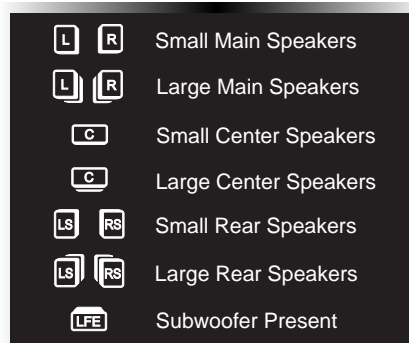 L R Small Main Speakers
L R Large Main Speakers
C Small Center Speakers
C Large Center Speakers
LS RS Small Rear Speakers
LS RS Large Rear Speakers
LFE Subwoofer Present